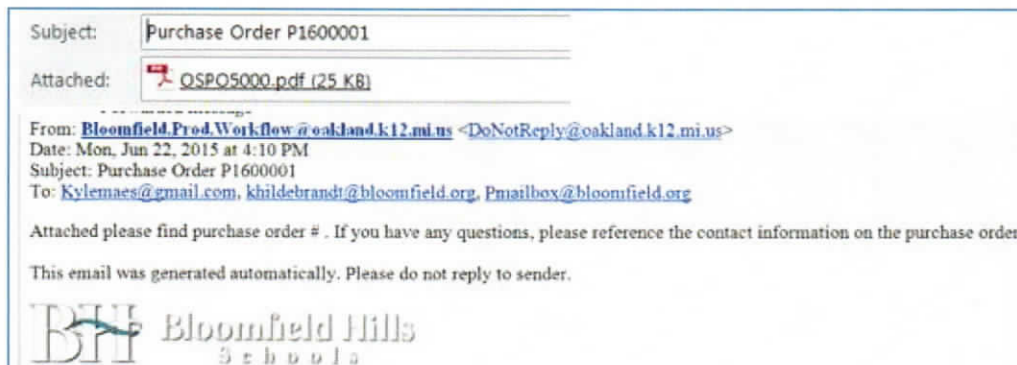 Subject: Purchase Order P1600001
Attached: OSPO5000.pdf (25 KB)
From: Bloomfield.Prod.Workflow@oakland.k12.mi.us <DoNotReply@oakland.k12.mi.us>
Date: Mon, Jun 22, 2015 at 4:10 PM
Subject: Purchase Order P1600001
To: Kylemaes@gmail.com, khildebrandt@bloomfield.org, Pmailbox@bloomfield.org
Attached please find purchase order # . If you have any questions, please reference the contact information on the purchase order
This email was generated automatically. Please do not reply to sender.
BH Bloomfield Hills
Schools